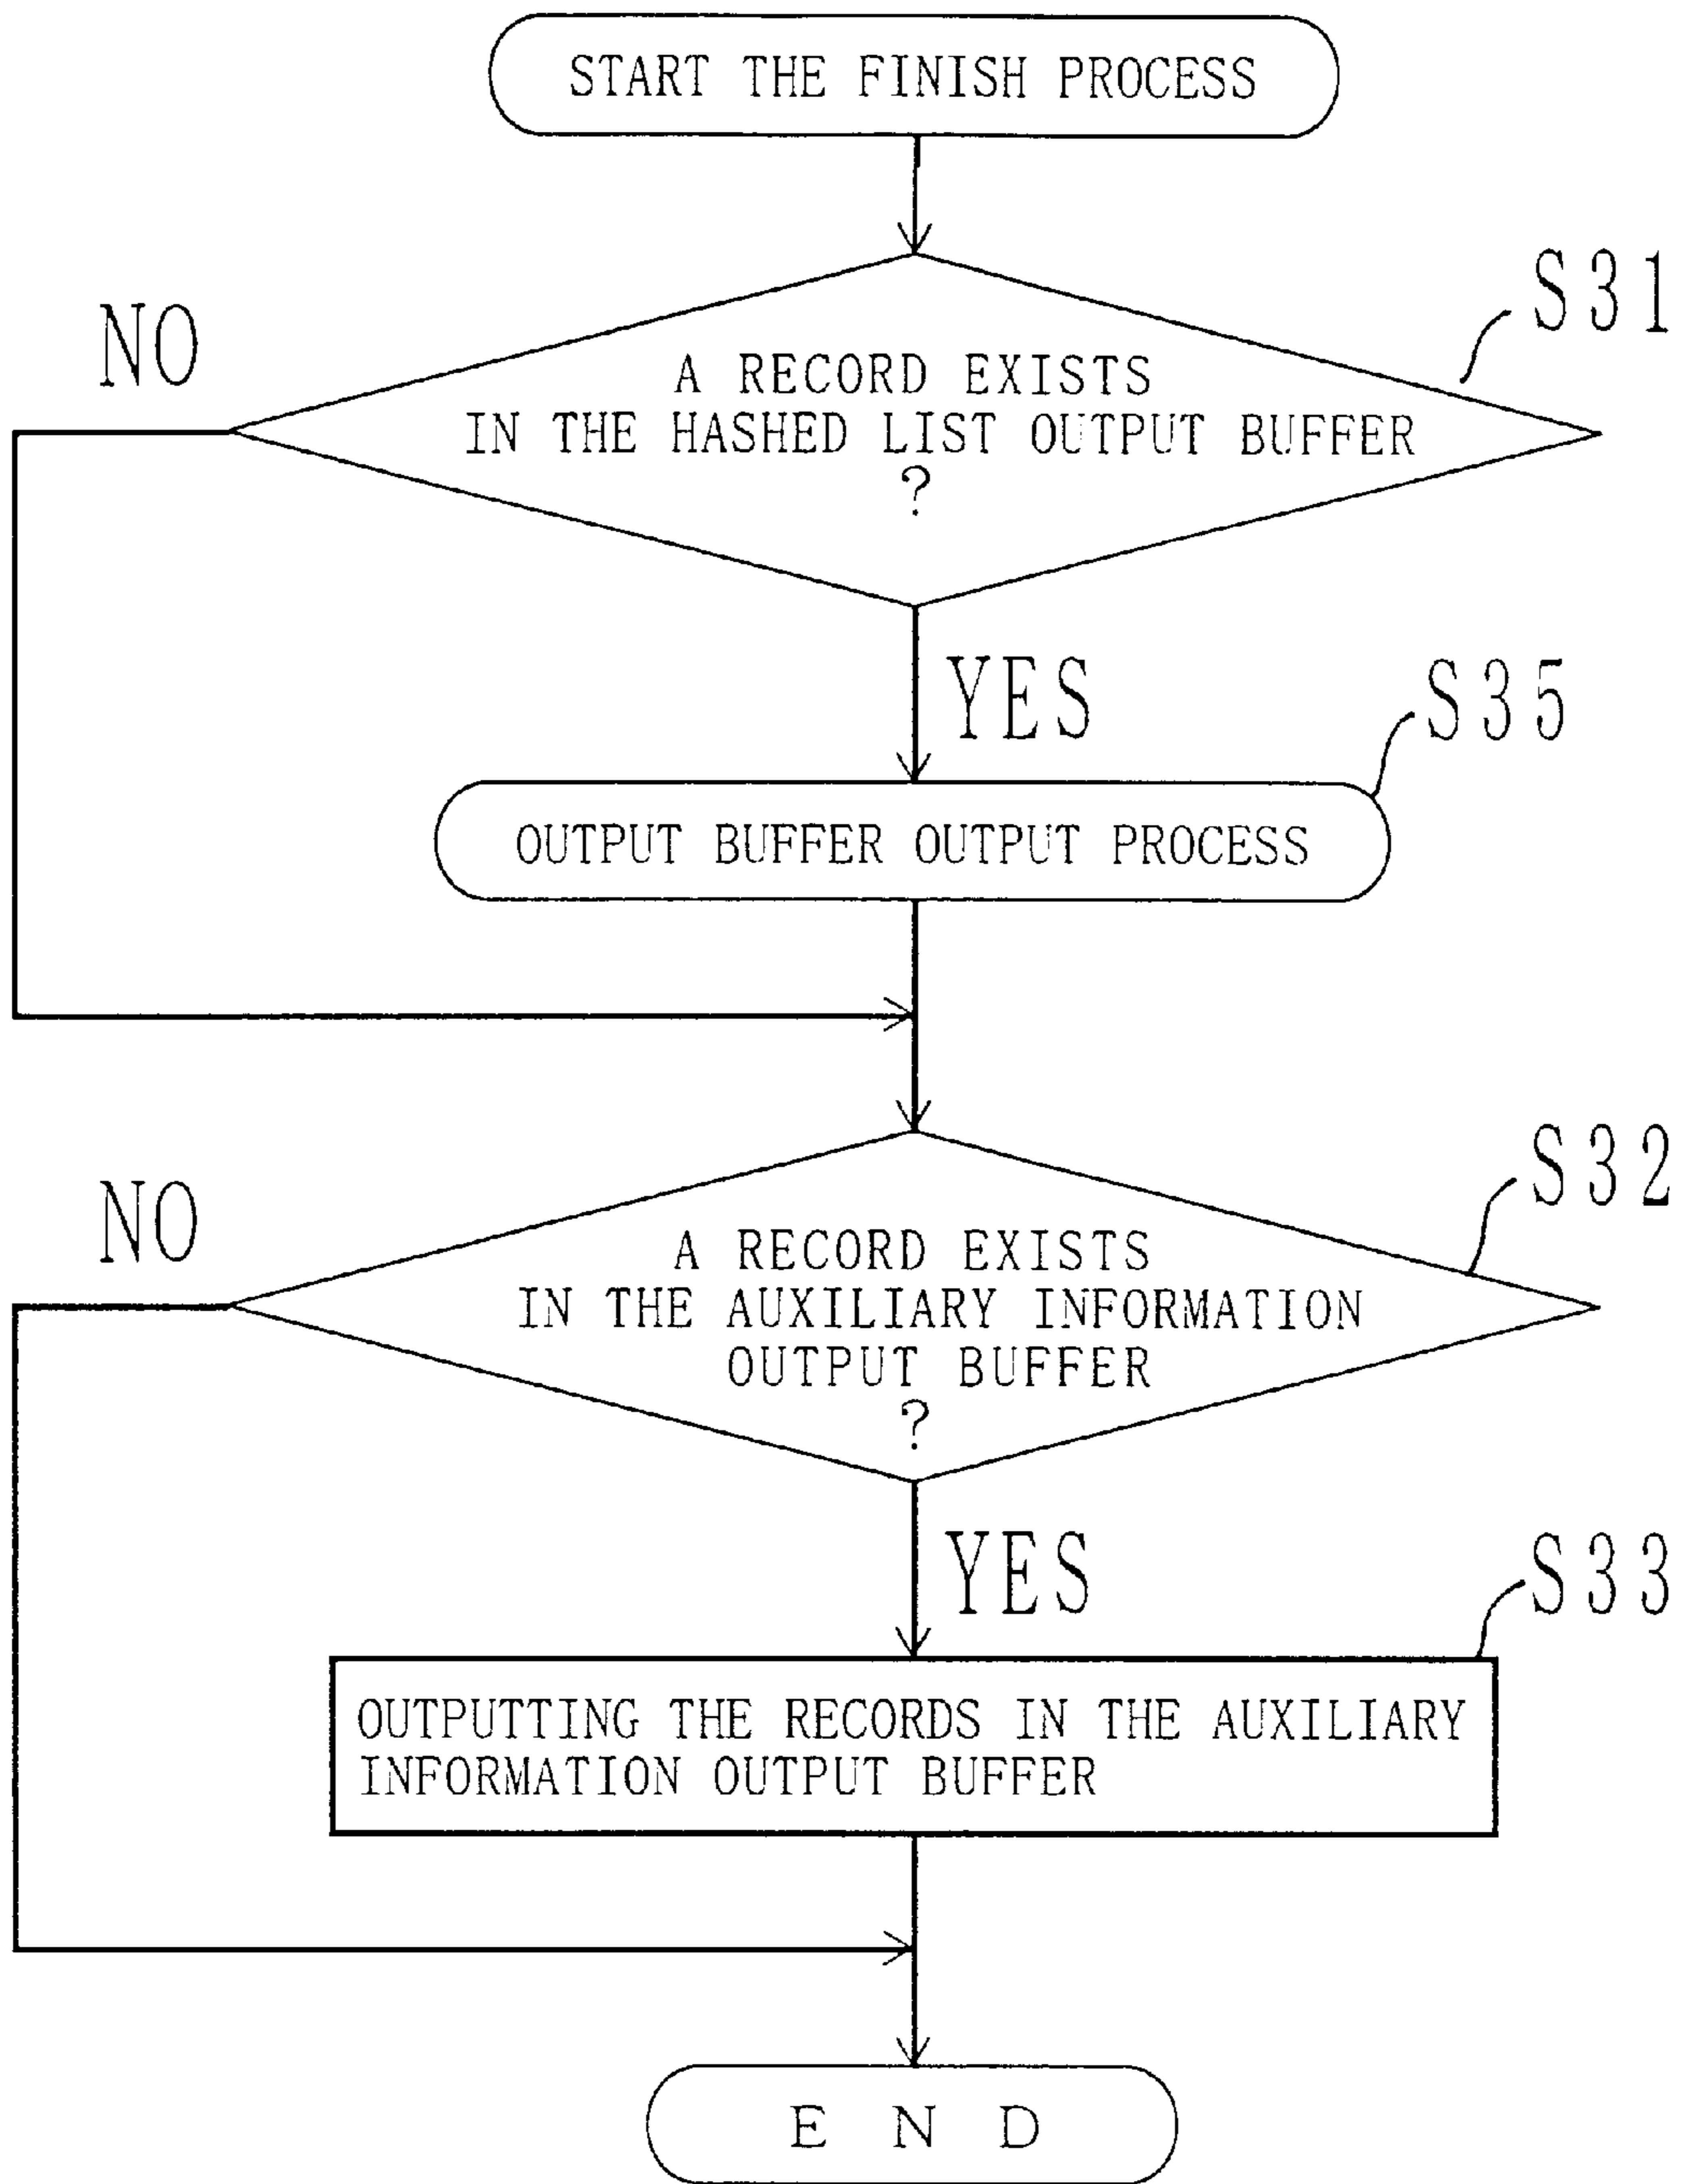 START THE FINISH PROCESS
S31
NO
A RECORD EXISTS
IN THE HASHED LIST OUTPUT BUFFER
?
YES
S35
OUTPUT BUFFER OUTPUT PROCESS
S32
NO
A RECORD EXISTS
IN THE AUXILIARY INFORMATION
OUTPUT BUFFER
?
YES
S33
OUTPUTTING THE RECORDS IN THE AUXILIARY
INFORMATION OUTPUT BUFFER
E N D